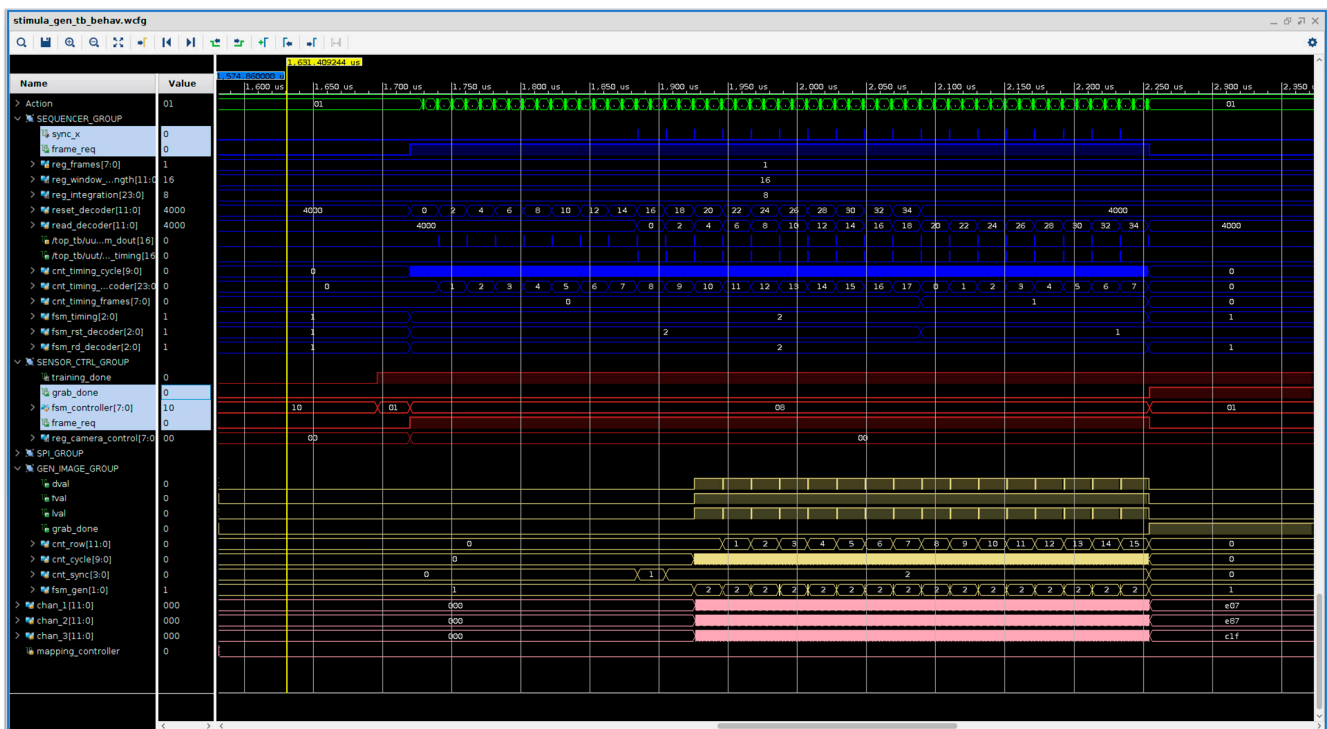 stimula_gen_tb_behav.wcfg
1,631.409244 us
1,574.860000 u
Name Value
1,600 us 1,650 us 1,700 us 1,750 us 1,800 us 1,850 us 1,900 us 1,950 us 2,000 us 2,050 us 2,100 us 2,150 us 2,200 us 2,250 us 2,300 us 2,350
Action 01 01 01
SEQUENCER_GROUP
sync_x 0
frame_req 0
reg_frames[7:0] 1 1
reg_window_...ngth[11:0 16 16
reg_integration[23:0] 8 8
reset_decoder[11:0] 4000 4000 0 2 4 6 8 10 12 14 16 18 20 22 24 26 28 30 32 34 4000
read_decoder[11:0] 4000 4000 0 2 4 6 8 10 12 14 16 18 20 22 24 26 28 30 32 34 4000
/top_tb/uu...m_dout[16] 0
/top_tb/uut/..._timing[16 0
cnt_timing_cycle[9:0] 0 0 0
cnt_timing_...coder[23:0 0 0 1 2 3 4 5 6 7 8 9 10 11 12 13 14 15 16 17 0 1 2 3 4 5 6 7 0
cnt_timing_frames[7:0] 0 0 1 0
fsm_timing[2:0] 1 1 2 1
fsm_rst_decoder[2:0] 1 1 2 1
fsm_rd_decoder[2:0] 1 1 2 1
SENSOR_CTRL_GROUP
training_done 0
grab_done 0
fsm_controller[7:0] 10 10 01 08 01
frame_req 0
reg_camera_control[7:0 00 00 00
SPI_GROUP
GEN_IMAGE_GROUP
dval 0
fval 0
lval 0
grab_done 0
cnt_row[11:0] 0 0 1 2 3 4 5 6 7 8 9 10 11 12 13 14 15 0
cnt_cycle[9:0] 0 0 0
cnt_sync[3:0] 0 0 1 2 0
fsm_gen[1:0] 1 1 2 2 2 2 2 2 2 2 2 2 2 2 2 2 2 2 1
chan_1[11:0] 000 000 e07
chan_2[11:0] 000 000 e87
chan_3[11:0] 000 000 c1f
mapping_controller 0